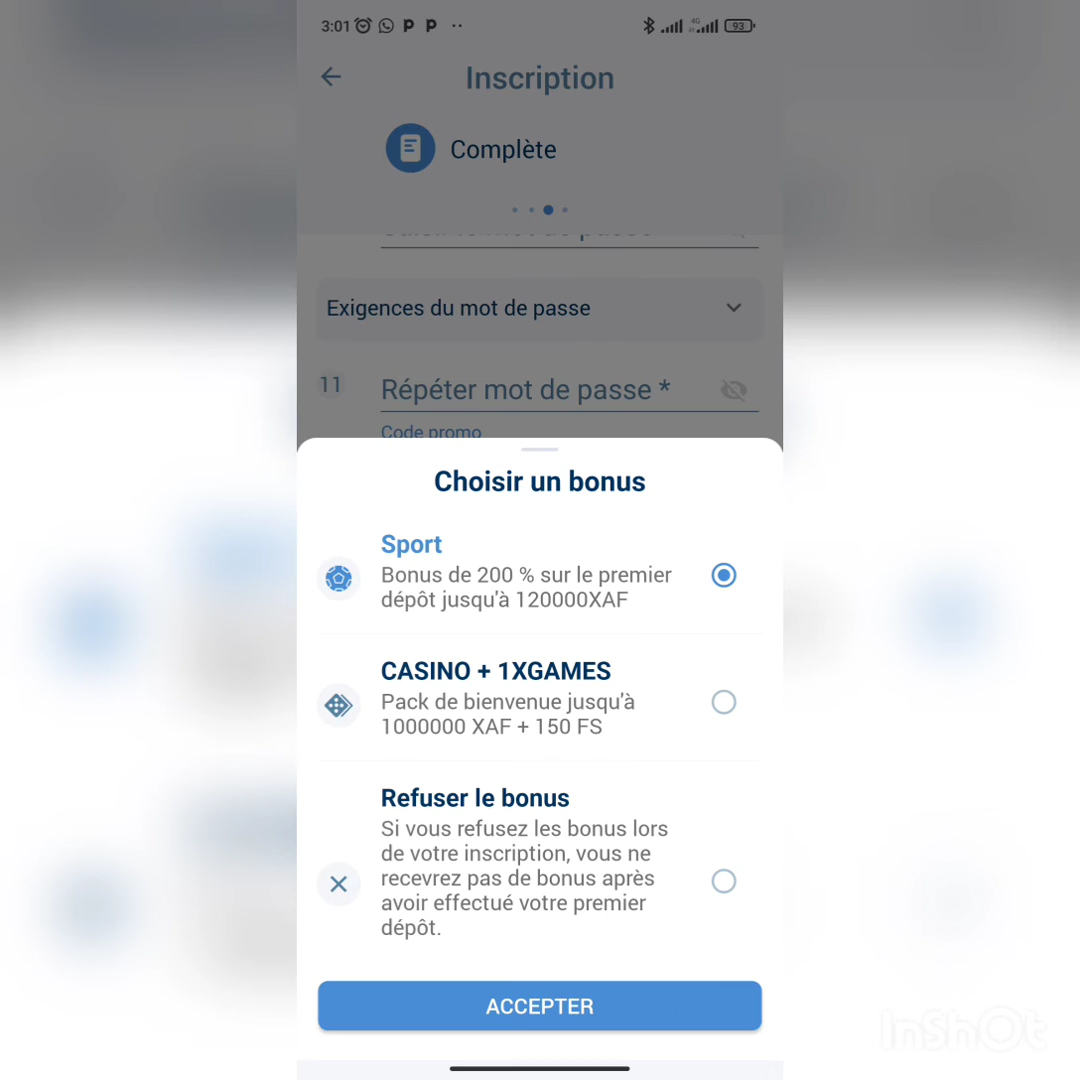 3:01
4G
93
Inscription
Complète
Exigences du mot de passe
11
Répéter mot de passe *
Code promo
Choisir un bonus
Sport
Bonus de 200 % sur le premier
dépôt jusqu'à 120000XAF
CASINO + 1XGAMES
Pack de bienvenue jusqu'à
1000000 XAF + 150 FS
Refuser le bonus
Si vous refusez les bonus lors
de votre inscription, vous ne
recevrez pas de bonus après
avoir effectué votre premier
dépôt.
ACCEPTER
InShOt